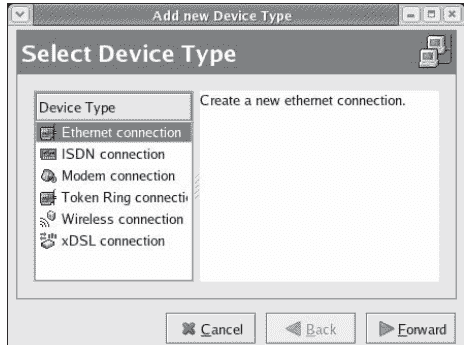 Add new Device Type
Select Device Type
Device Type
Ethernet connection
ISDN connection
Modem connection
Token Ring connecti
Wireless connection
xDSL connection
Create a new ethernet connection.
Cancel
Back
Forward